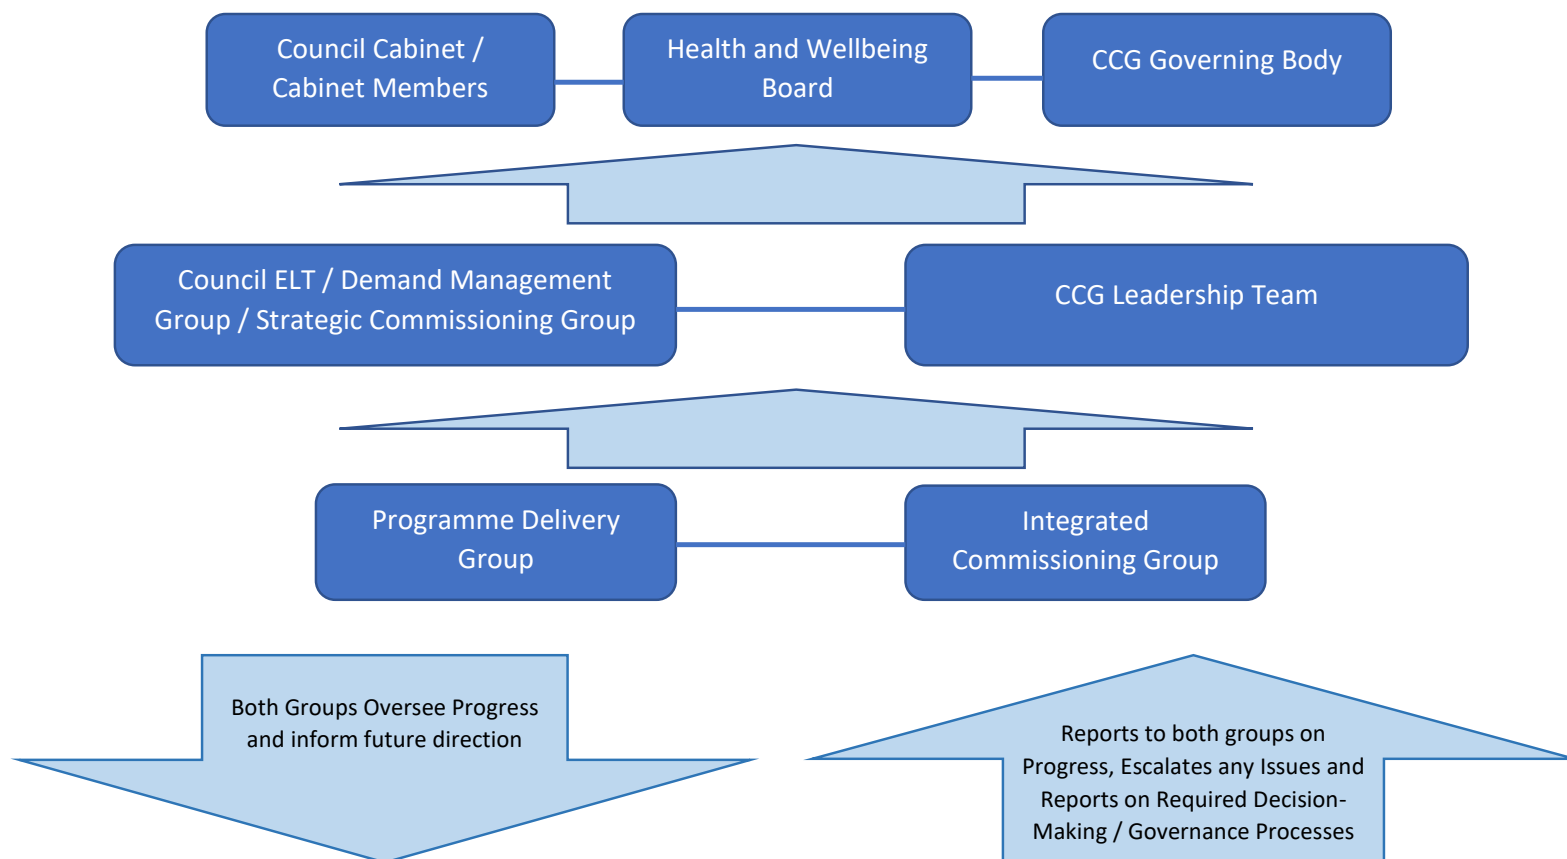 Council Cabinet /
Cabinet Members
Health and Wellbeing
Board
CCG Governing Body
Council ELT / Demand Management
Group / Strategic Commissioning Group
CCG Leadership Team
Programme Delivery
Group
Integrated
Commissioning Group
Both Groups Oversee Progress
and inform future direction
Reports to both groups on
Progress, Escalates any Issues and
Reports on Required Decision-
Making / Governance Processes